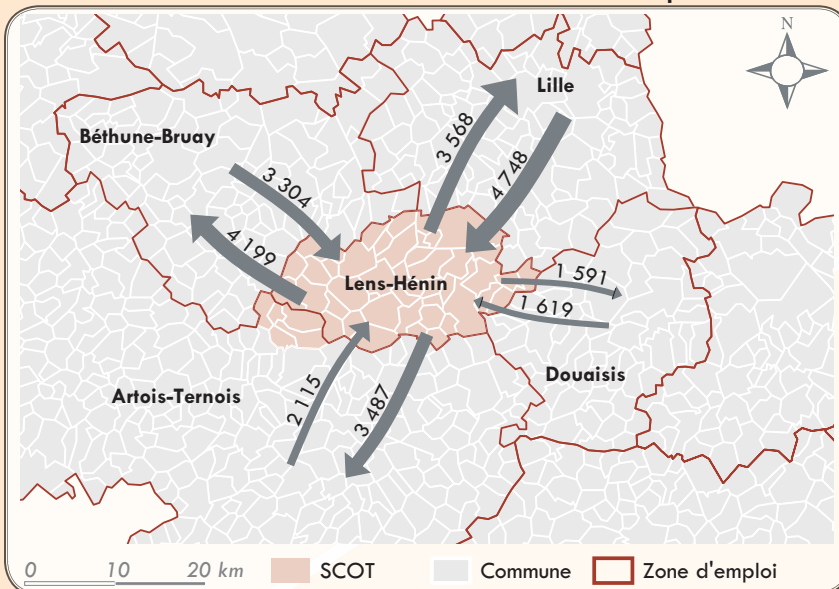 N
Lille
Béthune-Bruay
3 568
4 748
3 304
4 199
Lens-Hénin
1 591
1 619
Artois-Ternois
2 115
3 487
Douaisis
0 10 20 km
SCOT
Commune
Zone d'emploi